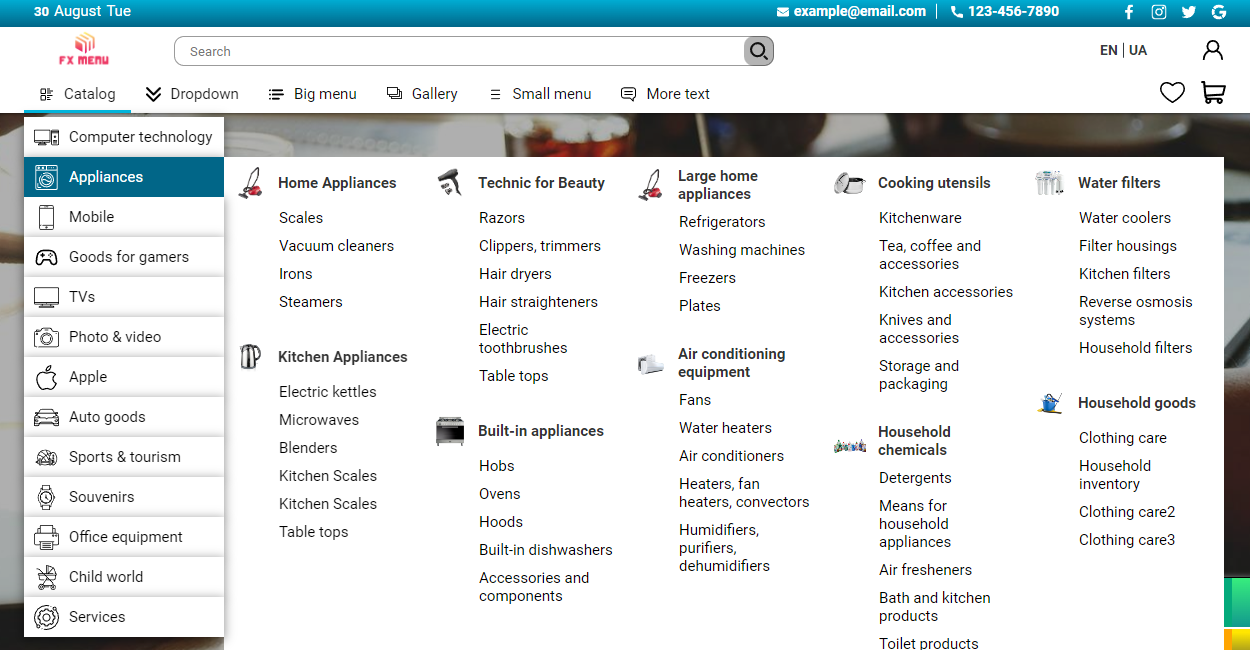 30 August Tue
example@email.com | 123-456-7890
FX MENU
Search
EN | UA
Catalog
Dropdown
Big menu
Gallery
Small menu
More text
Computer technology
Appliances
Mobile
Goods for gamers
TVs
Photo & video
Apple
Auto goods
Sports & tourism
Souvenirs
Office equipment
Child world
Services
Home Appliances
Scales
Vacuum cleaners
Irons
Steamers
Kitchen Appliances
Electric kettles
Microwaves
Blenders
Kitchen Scales
Kitchen Scales
Table tops
Technic for Beauty
Razors
Clippers, trimmers
Hair dryers
Hair straighteners
Electric
toothbrushes
Table tops
Built-in appliances
Hobs
Ovens
Hoods
Built-in dishwashers
Accessories and
components
Large home
appliances
Refrigerators
Washing machines
Freezers
Plates
Air conditioning
equipment
Fans
Water heaters
Air conditioners
Heaters, fan
heaters, convectors
Humidifiers,
purifiers,
dehumidifiers
Cooking utensils
Kitchenware
Tea, coffee and
accessories
Kitchen accessories
Knives and
accessories
Storage and
packaging
Household
chemicals
Detergents
Means for
household
appliances
Air fresheners
Bath and kitchen
products
Toilet products
Water filters
Water coolers
Filter housings
Kitchen filters
Reverse osmosis
systems
Household filters
Household goods
Clothing care
Household
inventory
Clothing care2
Clothing care3